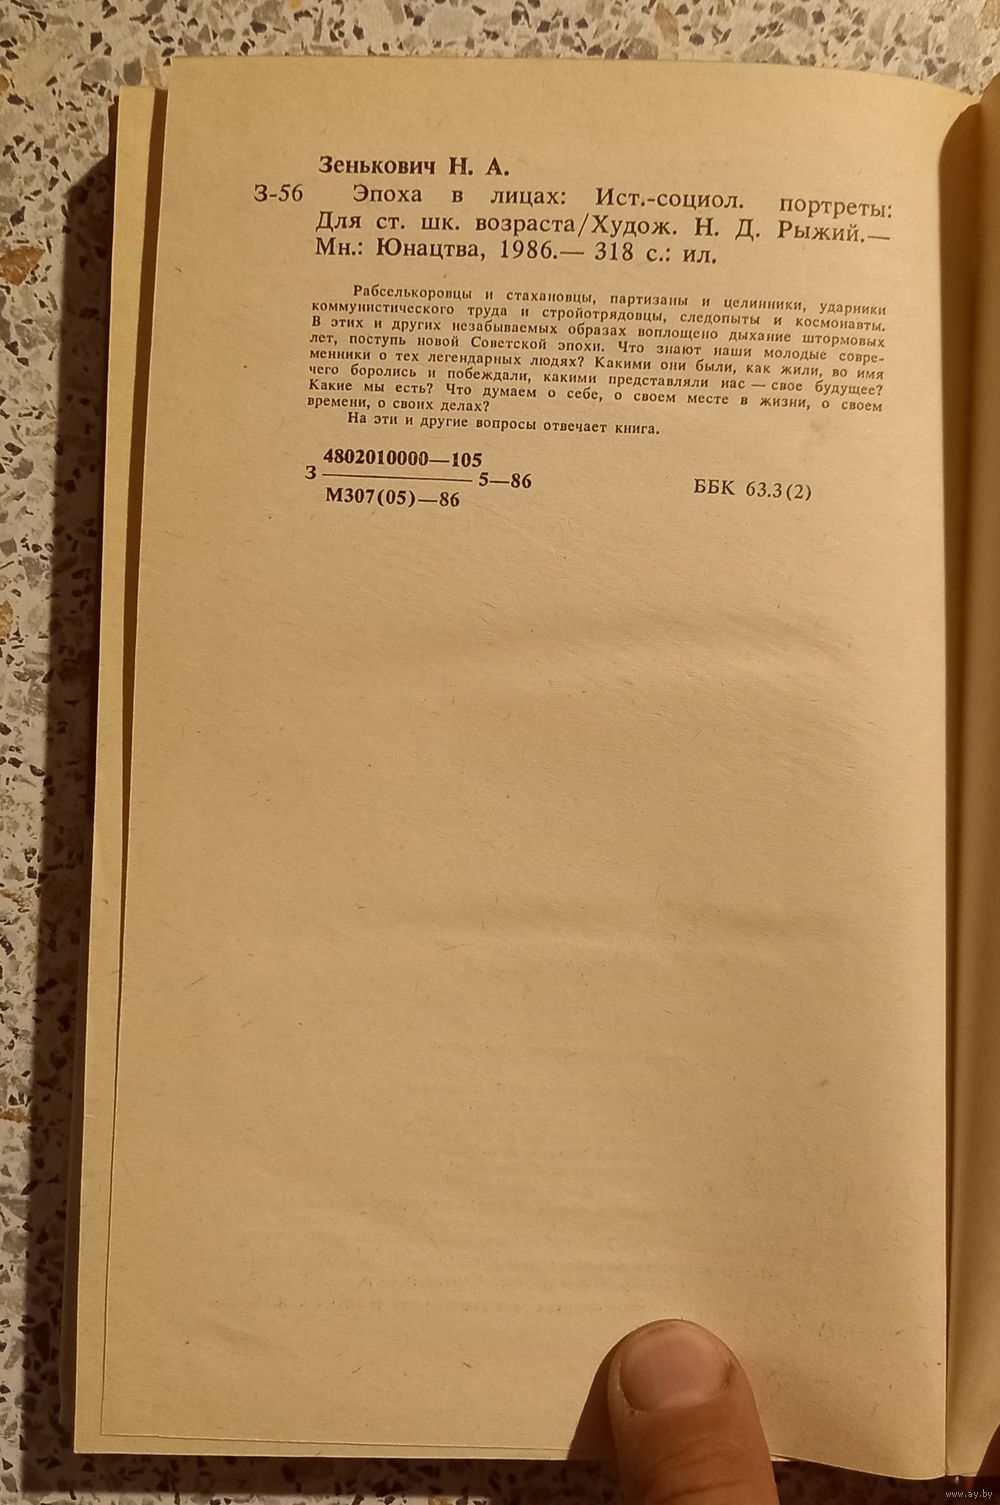 Зенькович Н. А.
З-56 Эпоха в лицах: Ист.-социол. портреты:
Для ст. шк. возраста/Худож. Н. Д. Рыжий.—
Мн.: Юнацтва, 1986.— 318 с.: ил.
Рабселькоровцы и стахановцы, партизаны и целинники, ударники
коммунистического труда и стройотрядовцы, следопыты и космонавты.
В этих и других незабываемых образах воплощено дыхание штормовых
лет, поступь новой Советской эпохи. Что знают наши молодые совре-
менники о тех легендарных людях? Какими они были, как жили, во имя
чего боролись и побеждали, какими представляли нас — свое будущее?
Какие мы есть? Что думаем о себе, о своем месте в жизни, о своем
времени, о своих делах?
На эти и другие вопросы отвечает книга.
4802010000—105
З 5—86
М307(05)—86
ББК 63.3(2)
www.ay.by